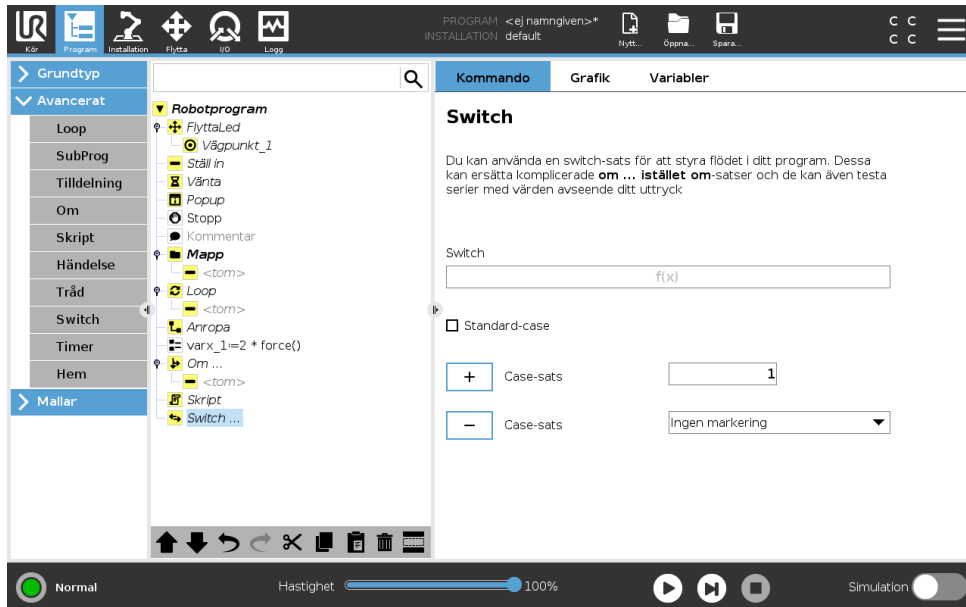 UR
PROGRAM <ej namngiven>*
INSTALLATION default
Kör Program Installation Flytta I/O Logg
Nytt... Öppna... Spara...
C C
C C
Grundtyp
Avancerat
Loop
SubProg
Tilldelning
Om
Skript
Händelse
Tråd
Switch
Timer
Hem
Mallar
Robotprogram
FlyttaLed
Vägpunkt_1
Ställ in
Vänta
Popup
Stopp
Kommentar
Mapp
<tom>
Loop
<tom>
Anropa
varx_1:=2 * force()
Om ...
<tom>
Skript
Switch ...
Kommando Grafik Variabler
Switch
Du kan använda en switch-sats för att styra flödet i ditt program. Dessa
kan ersätta komplicerade om ... istället om-satser och de kan även testa
serier med värden avseende ditt uttryck
Switch
f(x)
Standard-case
+ Case-sats 1
− Case-sats Ingen markering
Normal Hastighet 100% Simulation